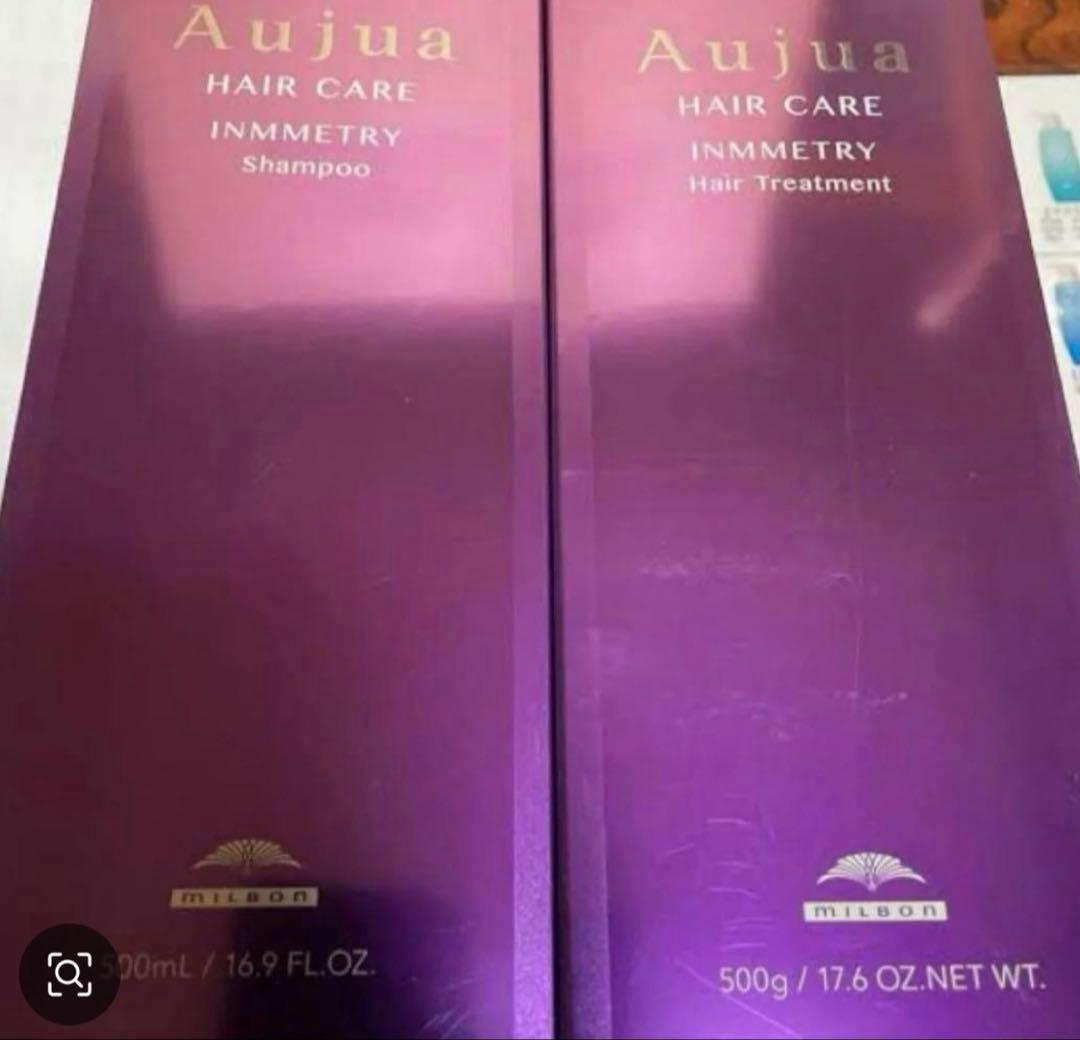 Aujua
HAIR CARE
INMMETRY
Shampoo
MILBON
500mL / 16.9 FL.OZ.
Aujua
HAIR CARE
INMMETRY
Hair Treatment
MILBON
500g / 17.6 OZ.NET WT.